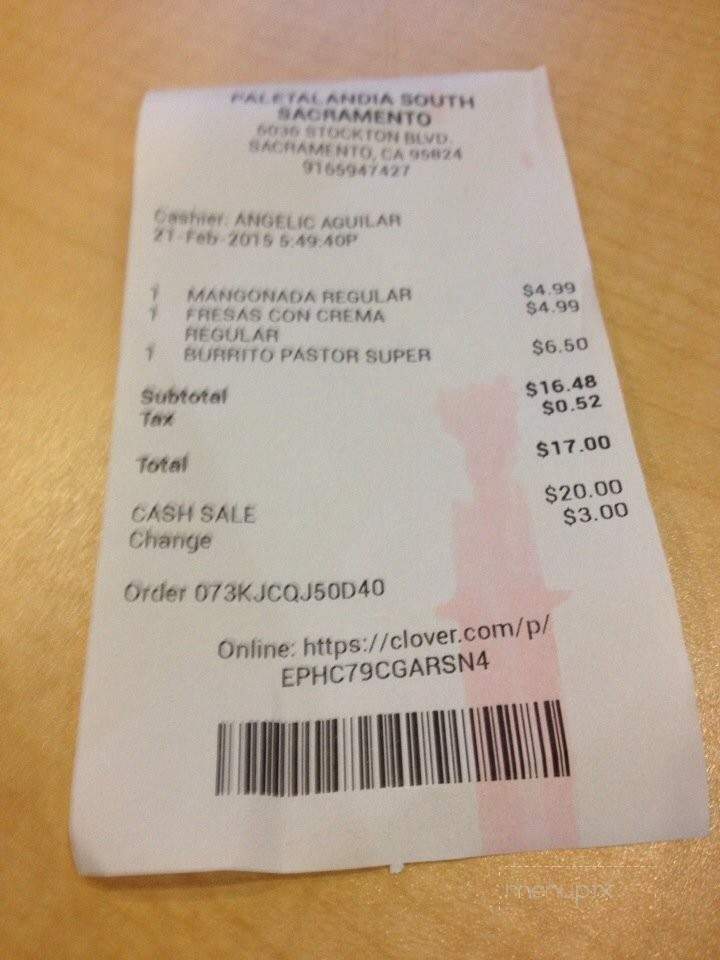 PALETALANDIA SOUTH
SACRAMENTO
5036 STOCKTON BLVD.
SACRAMENTO, CA 95824
9165947427
Cashier: ANGELIC AGUILAR
21-Feb-2015 5:49:40P
1 MANGONADA REGULAR $4.99
1 FRESAS CON CREMA $4.99
REGULAR
1 BURRITO PASTOR SUPER $6.50
Subtotal $16.48
Tax $0.52
Total $17.00
CASH SALE $20.00
Change $3.00
Order 073KJCQJ50D40
Online: https://clover.com/p/
EPHC79CGARSN4
menupix